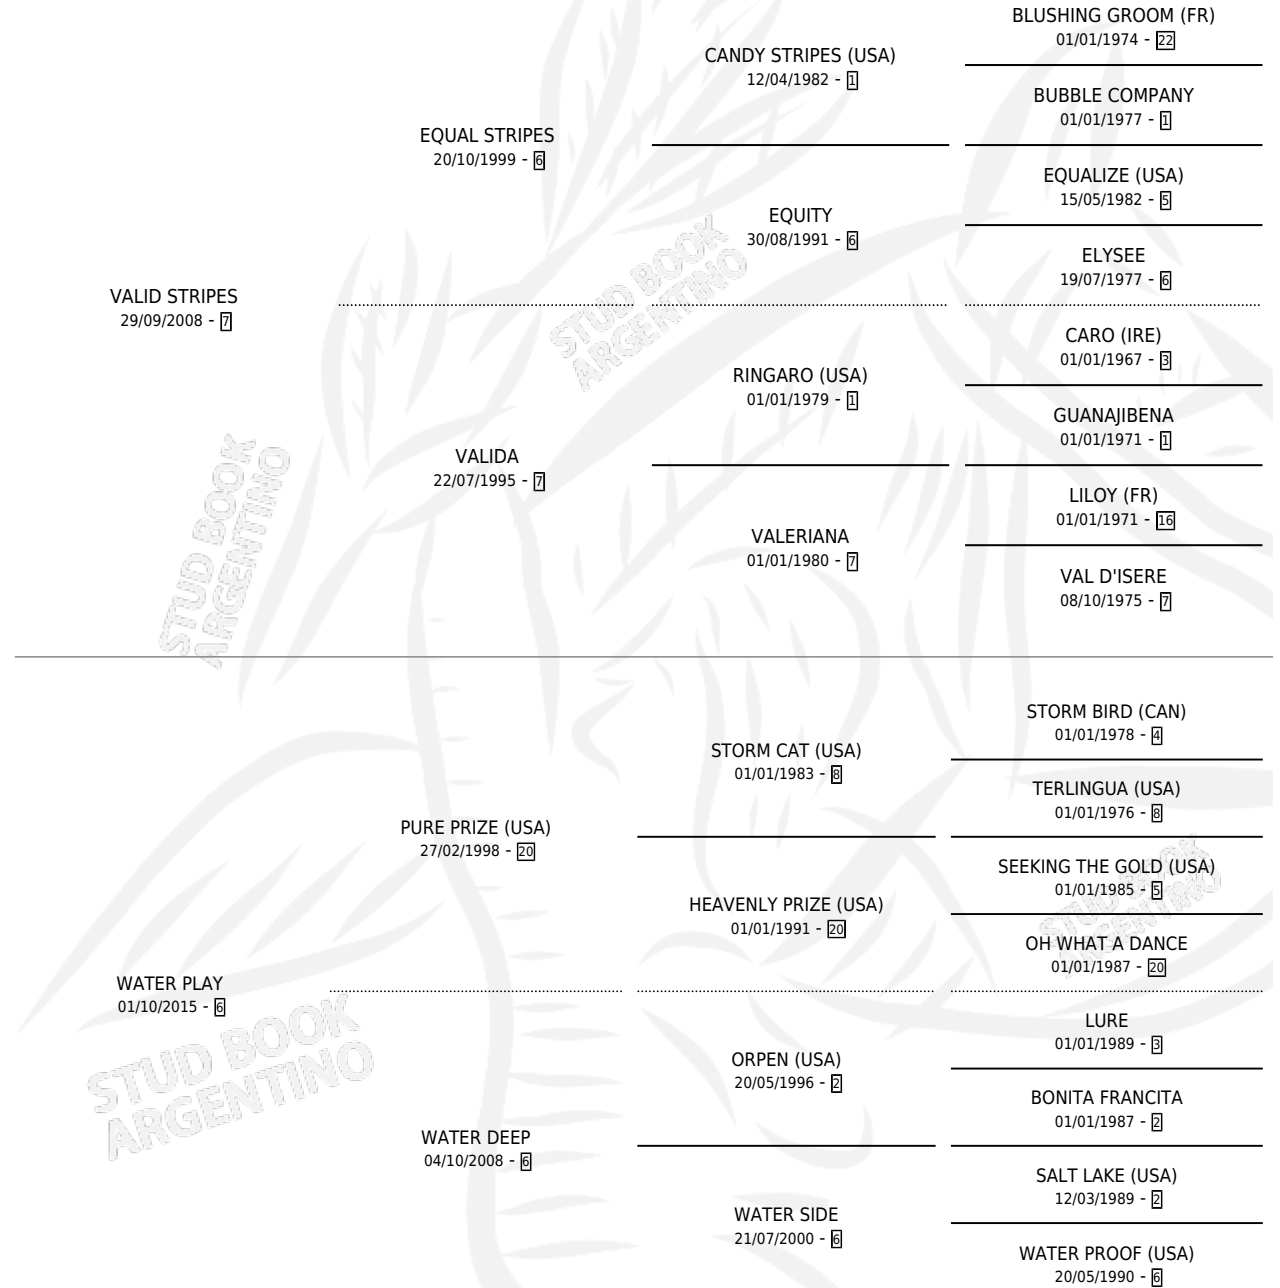 VALID STRIPES
29/09/2008 - 7
EQUAL STRIPES
20/10/1999 - 6
CANDY STRIPES (USA)
12/04/1982 - 1
BLUSHING GROOM (FR)
01/01/1974 - 22
BUBBLE COMPANY
01/01/1977 - 1
EQUITY
30/08/1991 - 6
EQUALIZE (USA)
15/05/1982 - 5
ELYSEE
19/07/1977 - 6
VALIDA
22/07/1995 - 7
RINGARO (USA)
01/01/1979 - 1
CARO (IRE)
01/01/1967 - 3
GUANAJIBENA
01/01/1971 - 1
VALERIANA
01/01/1980 - 7
LILOY (FR)
01/01/1971 - 16
VAL D'ISERE
08/10/1975 - 7
WATER PLAY
01/10/2015 - 6
PURE PRIZE (USA)
27/02/1998 - 20
STORM CAT (USA)
01/01/1983 - 8
STORM BIRD (CAN)
01/01/1978 - 4
TERLINGUA (USA)
01/01/1976 - 8
HEAVENLY PRIZE (USA)
01/01/1991 - 20
SEEKING THE GOLD (USA)
01/01/1985 - 5
OH WHAT A DANCE
01/01/1987 - 20
WATER DEEP
04/10/2008 - 6
ORPEN (USA)
20/05/1996 - 2
LURE
01/01/1989 - 3
BONITA FRANCITA
01/01/1987 - 2
WATER SIDE
21/07/2000 - 6
SALT LAKE (USA)
12/03/1989 - 2
WATER PROOF (USA)
20/05/1990 - 6
STUD BOOK
ARGENTINO
STUD BOOK
ARGENTINO
STUD BOOK
ARGENTINO
STUD BOOK
ARGENTINO